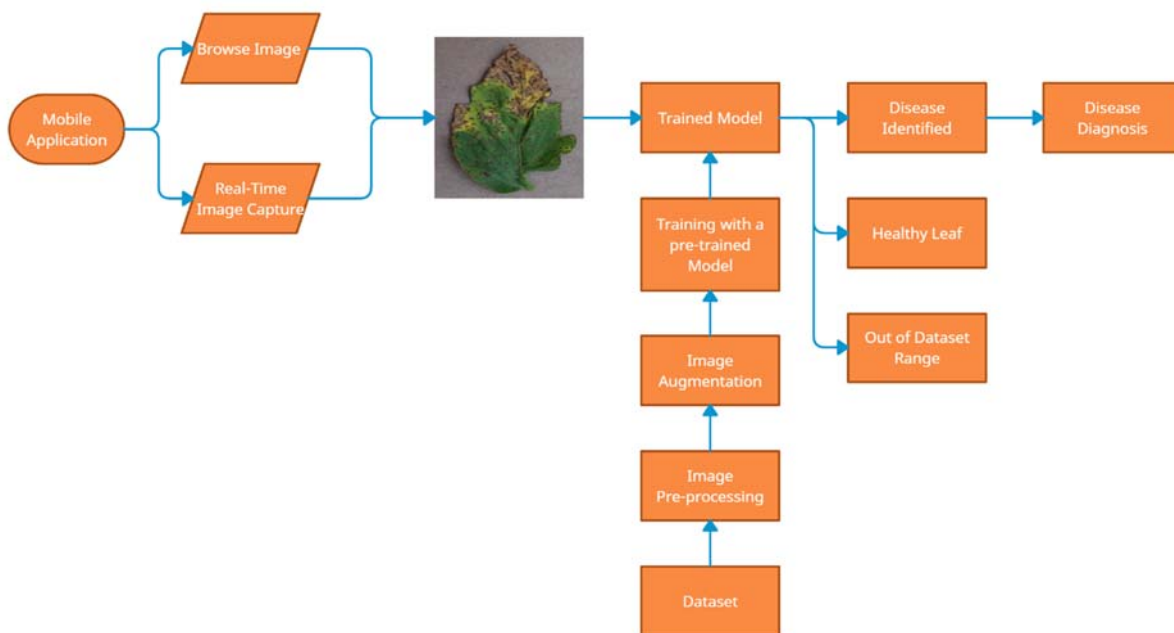 Browse Image
Mobile
Application
Real-Time
Image Capture
Trained Model
Disease
Identified
Disease
Diagnosis
Training with a
pre-trained
Model
Healthy Leaf
Out of Dataset
Range
Image
Augmentation
Image
Pre-processing
Dataset